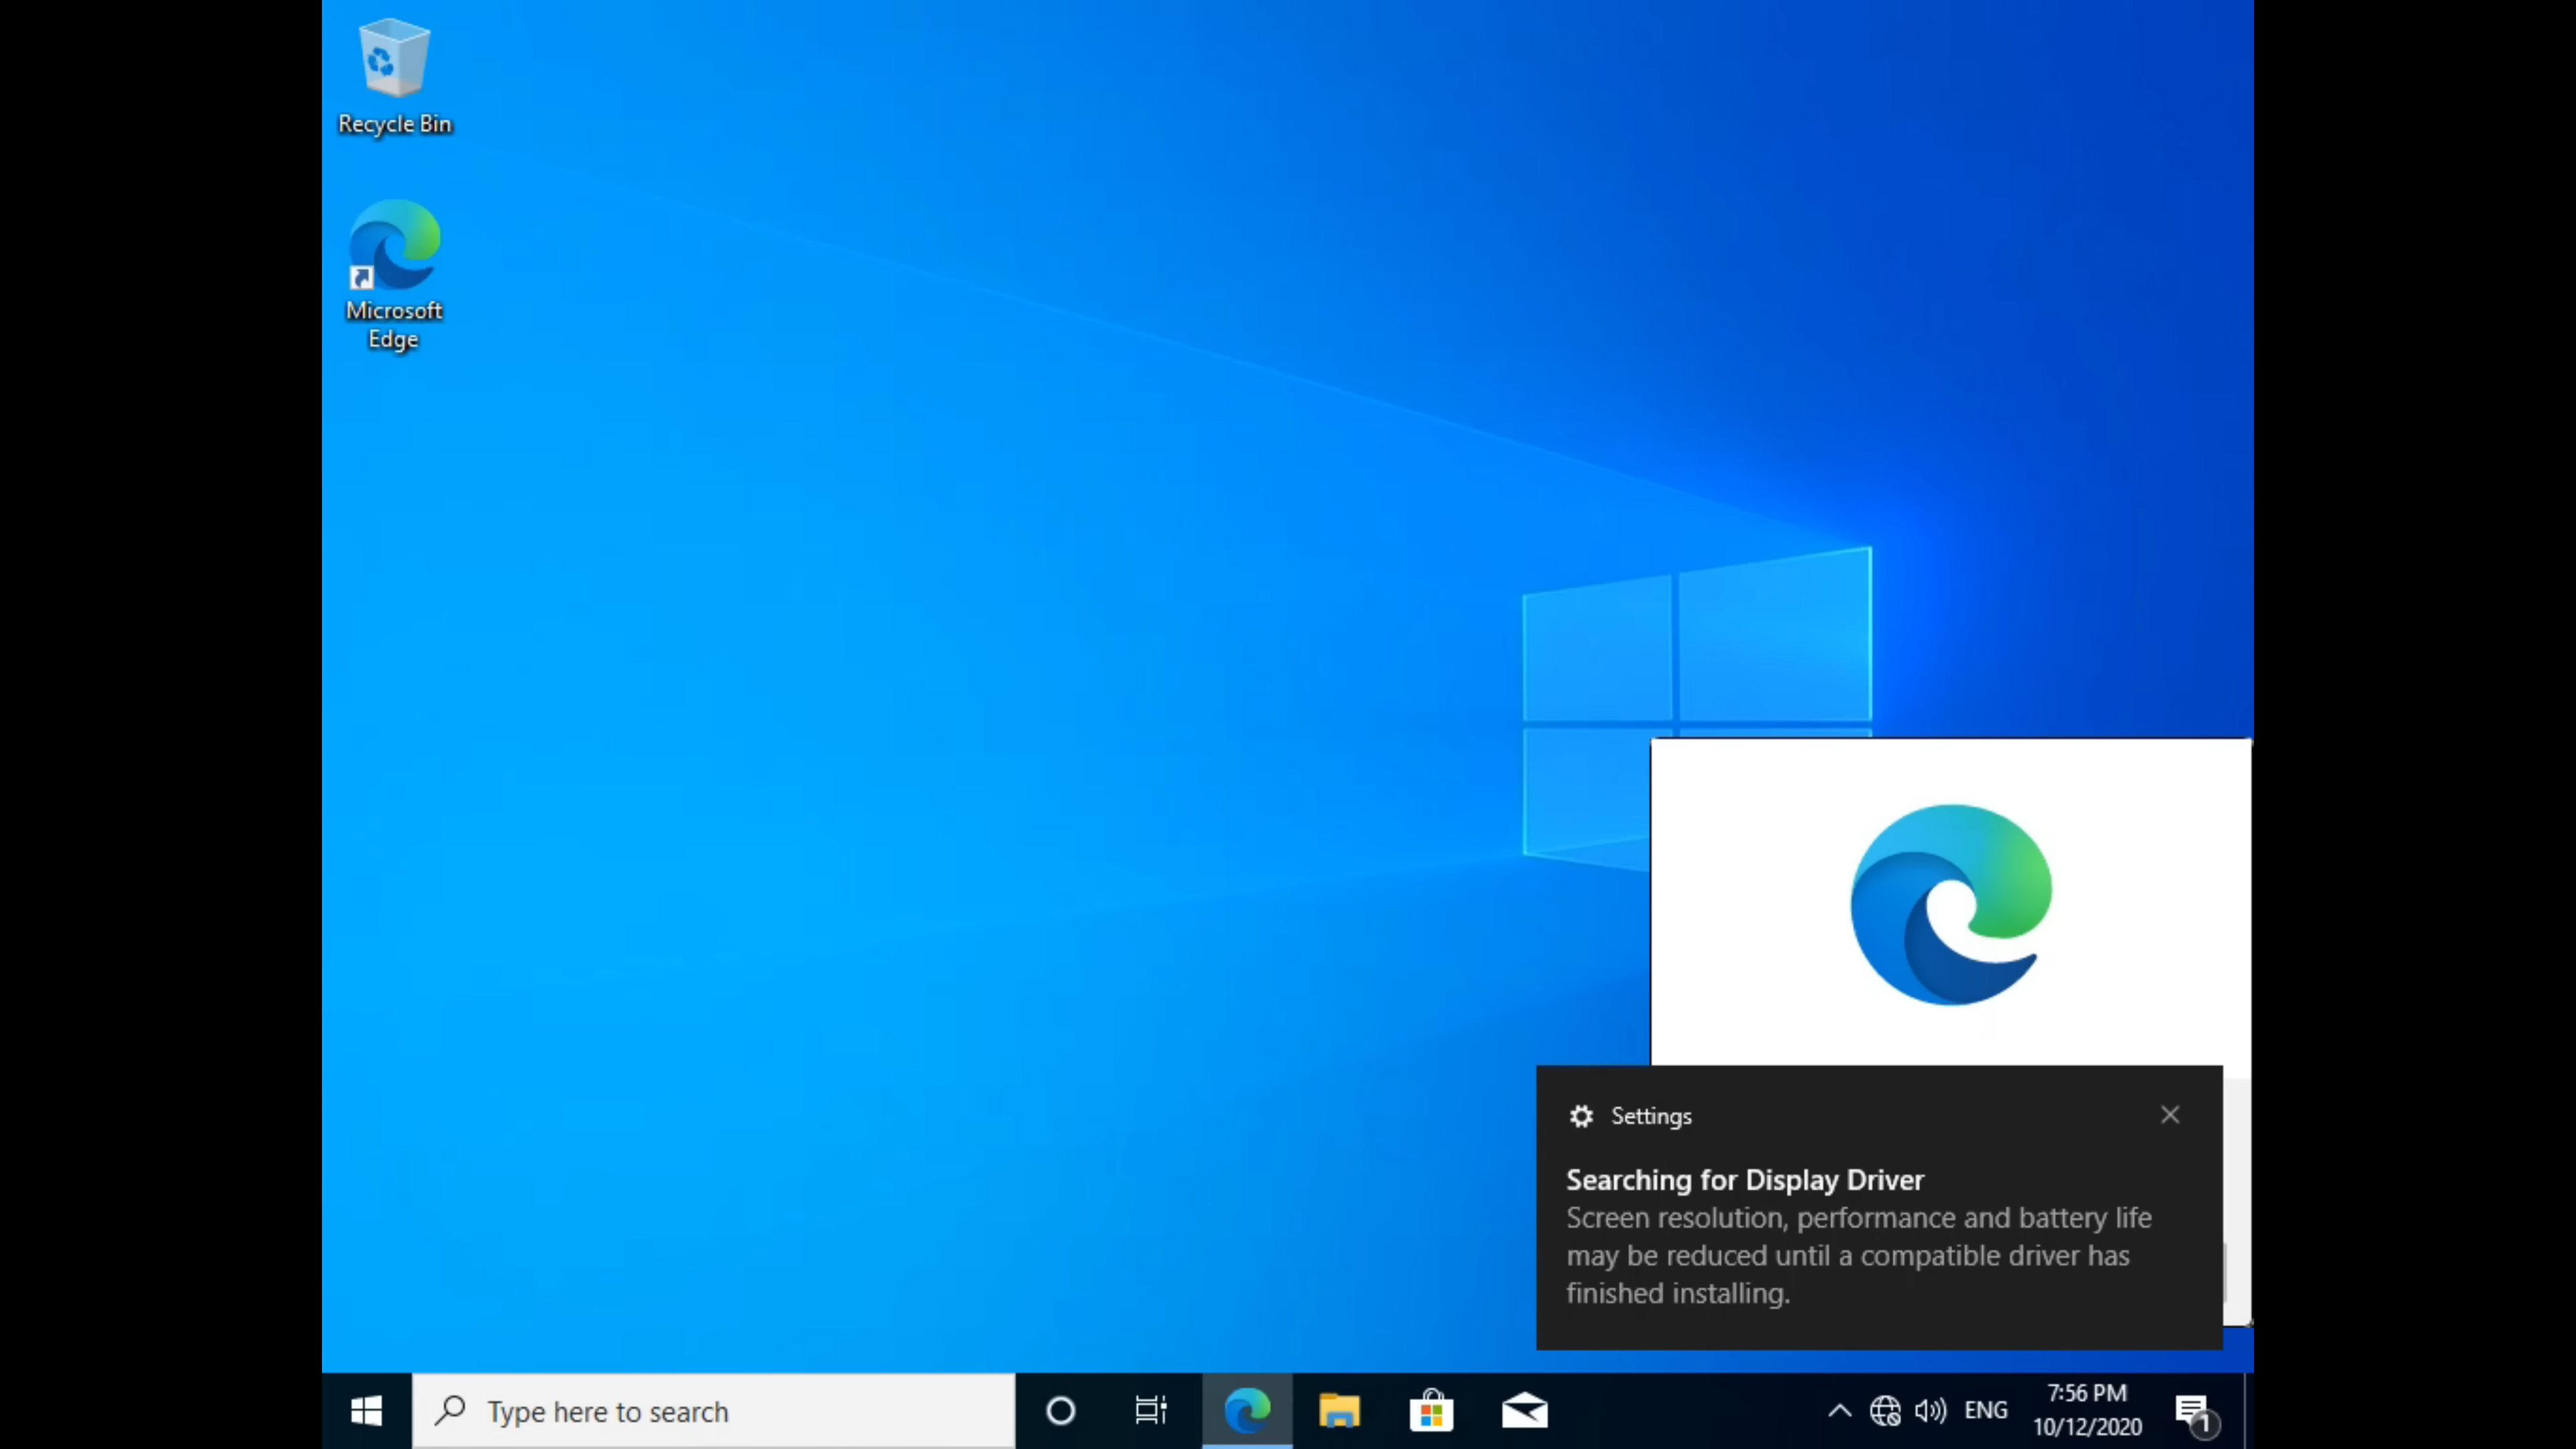 Recycle Bin
Microsoft
Edge
Settings
Searching for Display Driver
Screen resolution, performance and battery life
may be reduced until a compatible driver has
finished installing.
Type here to search
ENG
7:56 PM
10/12/2020
1